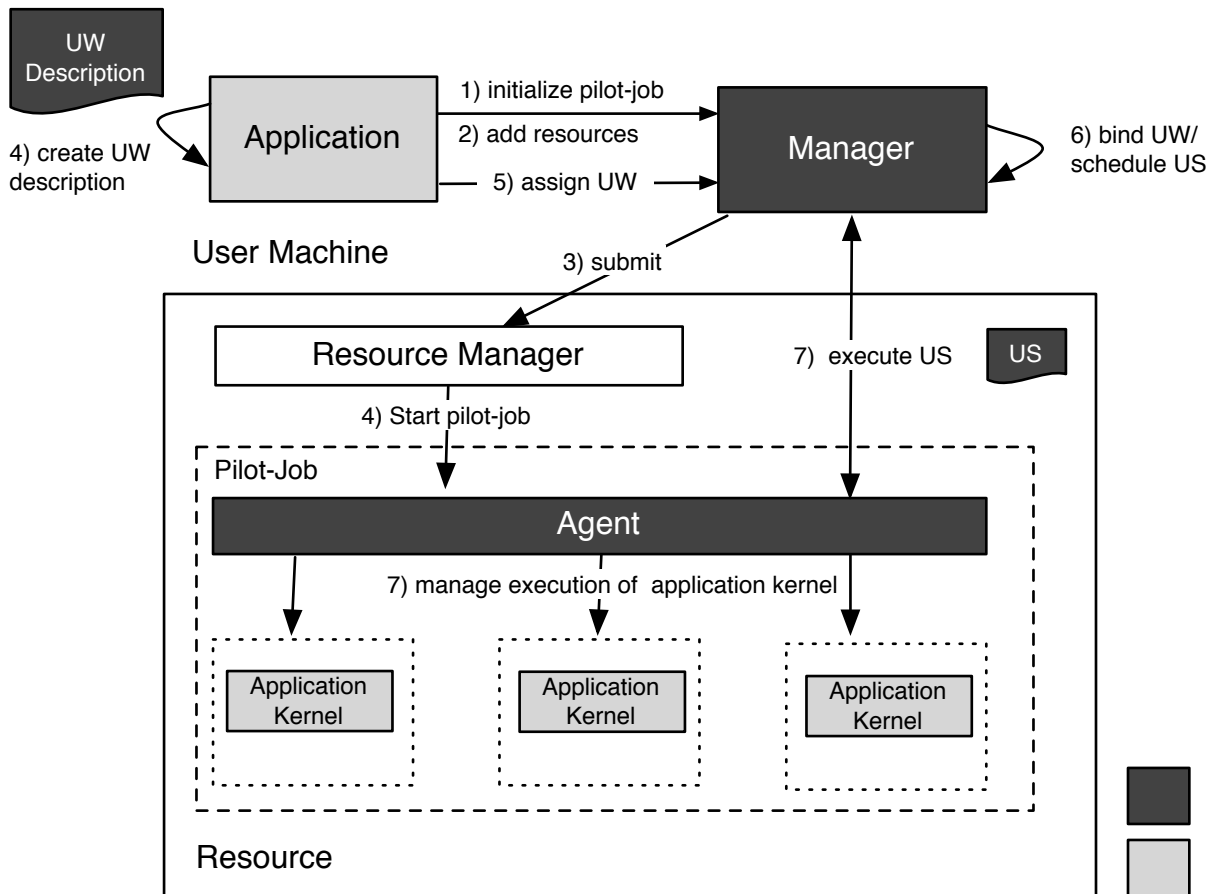 UW
Description
1) initialize pilot-job
Application
2) add resources
Manager
6) bind UW/
schedule US
4) create UW
description
5) assign UW
User Machine
3) submit
Resource Manager
7) execute US
US
4) Start pilot-job
Pilot-Job
Agent
7) manage execution of application kernel
Application
Kernel
Application
Kernel
Application
Kernel
Resource